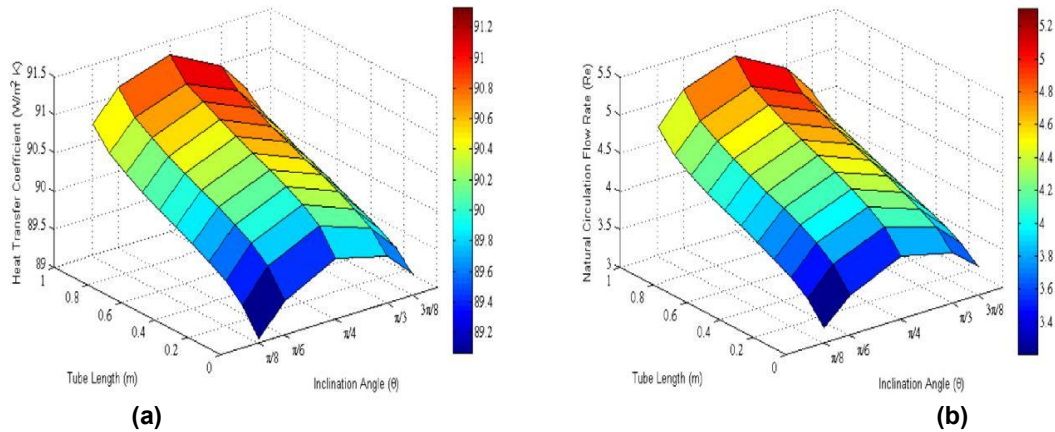 Heat Transfer Coefficient (W/m² K)
91.5
91
90.5
90
89.5
89
1
0.8
0.6
0.4
0.2
0
Tube Length (m)
π/8
π/6
π/4
π/3
3π/8
Inclination Angle (θ)
91.2
91
90.8
90.6
90.4
90.2
90
89.8
89.6
89.4
89.2
(a)
Natural Circulation Flow Rate (Re)
5.5
5
4.5
4
3.5
3
1
0.8
0.6
0.4
0.2
0
Tube Length (m)
π/8
π/6
π/4
π/3
3π/8
Inclination Angle (θ)
5.2
5
4.8
4.6
4.4
4.2
4
3.8
3.6
3.4
(b)